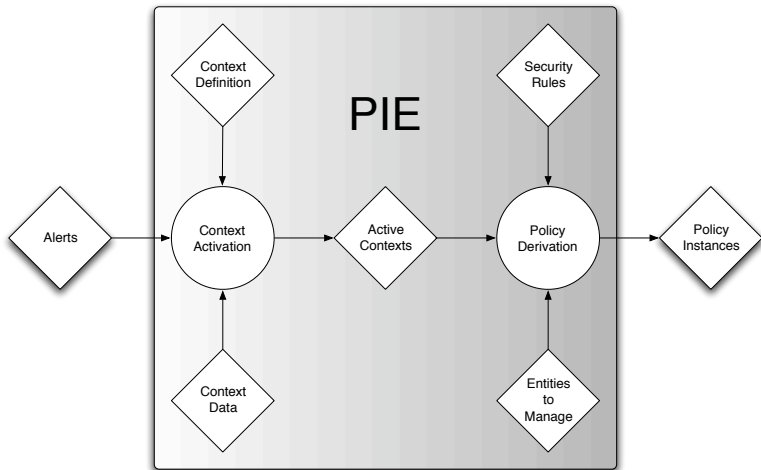 Context
Definition
Security
Rules
PIE
Alerts
Context
Activation
Active
Contexts
Policy
Derivation
Policy
Instances
Context
Data
Entities
to
Manage